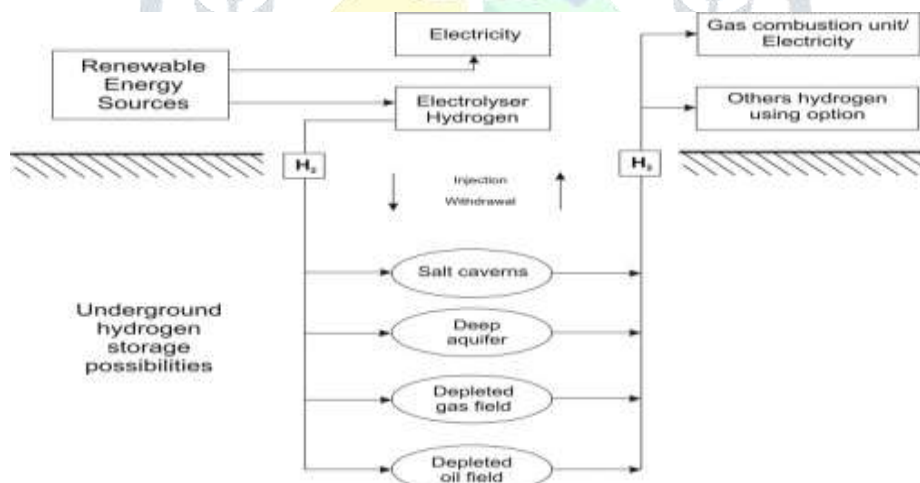 Electricity
Gas combustion unit/
Electricity
Renewable
Energy
Sources
Electrolyser
Hydrogen
Others hydrogen
using option
H₂
H₂
Injection
Withdrawal
Salt caverns
Underground
hydrogen
storage
possibilities
Deep
aquifer
Depleted
gas field
Depleted
oil field